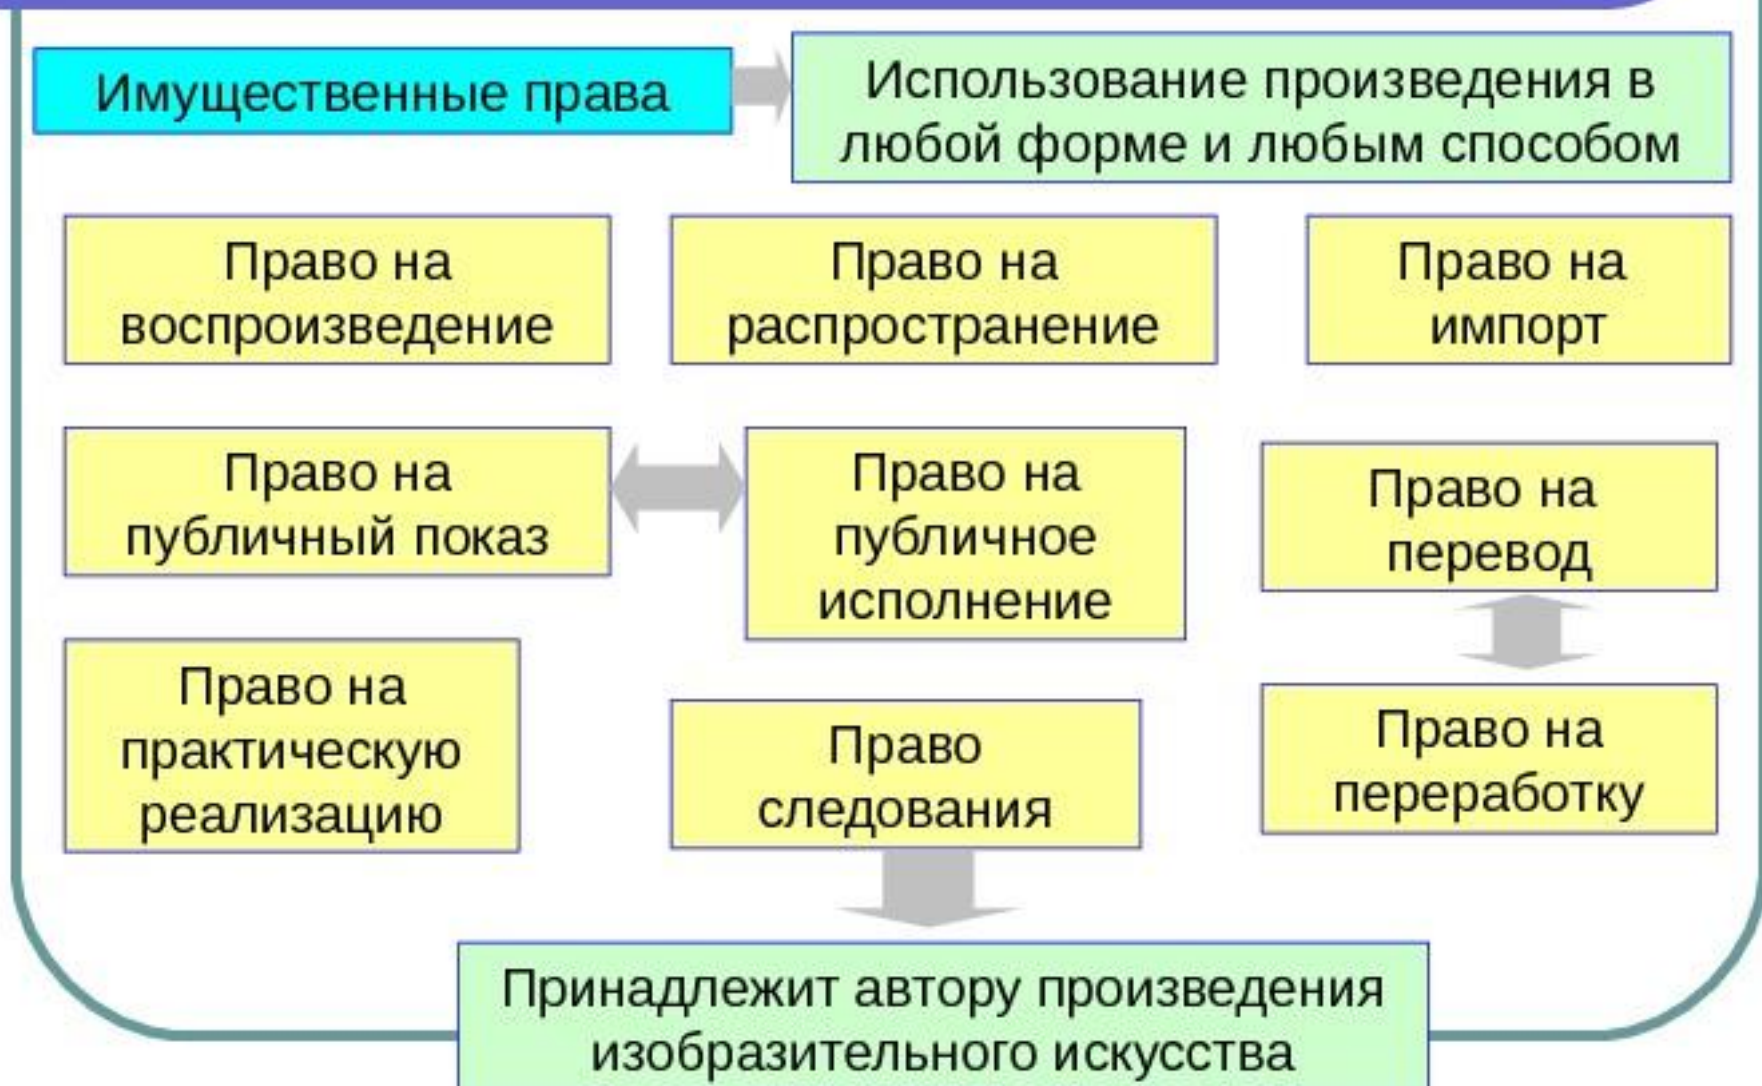 Имущественные права
Использование произведения в
любой форме и любым способом
Право на
воспроизведение
Право на
распространение
Право на
импорт
Право на
публичный показ
Право на
публичное
исполнение
Право на
перевод
Право на
практическую
реализацию
Право
следования
Право на
переработку
Принадлежит автору произведения
изобразительного искусства